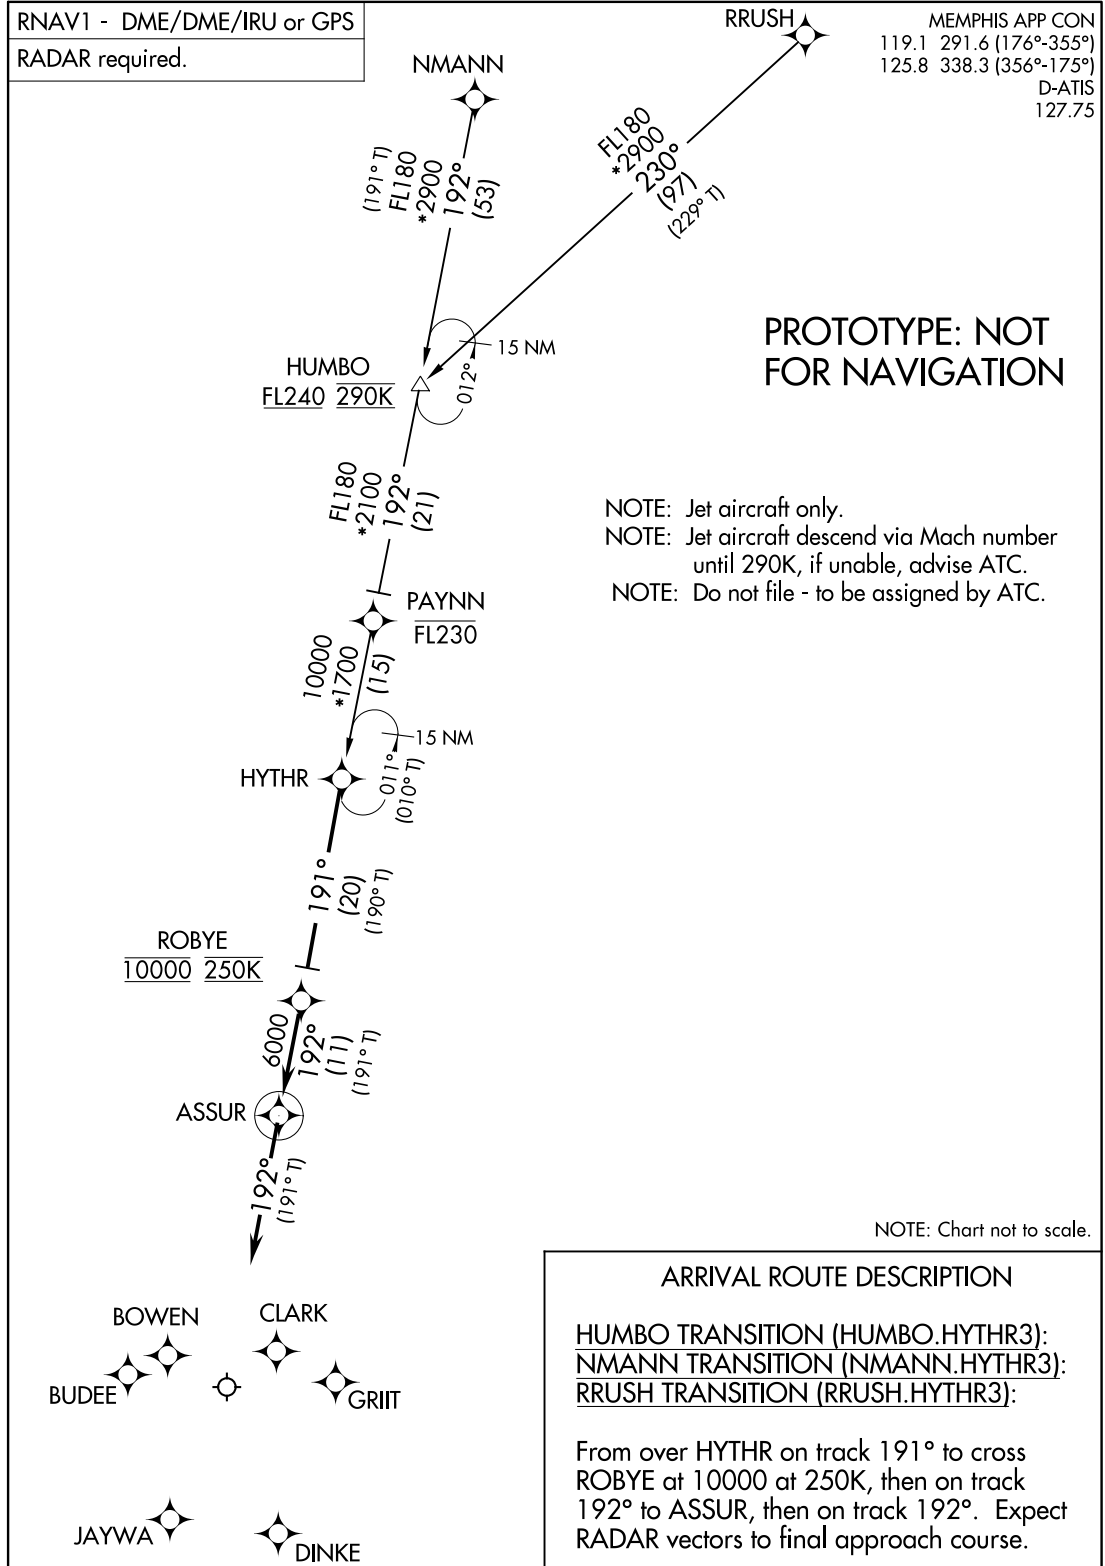 RNAV1 - DME/DME/IRU or GPS
RADAR required.
RRUSH
MEMPHIS APP CON
119.1 291.6 (176°-355°)
125.8 338.3 (356°-175°)
D-ATIS
127.75
NMANN
(191° T)
FL180
*2900
192°
(53)
FL180
*2900
230°
(97)
(229° T)
PROTOTYPE: NOT
FOR NAVIGATION
15 NM
012°
HUMBO
FL240 290K
FL180
*2100
192°
(21)
NOTE: Jet aircraft only.
NOTE: Jet aircraft descend via Mach number
until 290K, if unable, advise ATC.
NOTE: Do not file - to be assigned by ATC.
PAYNN
FL230
10000
*1700
(15)
15 NM
011°
(010° T)
HYTHR
191°
(20)
(190° T)
ROBYE
10000 250K
6000
192°
(11)
(191° T)
ASSUR
192°
(191° T)
NOTE: Chart not to scale.
BOWEN
CLARK
BUDEE
GRIIT
JAYWA
DINKE
ARRIVAL ROUTE DESCRIPTION
HUMBO TRANSITION (HUMBO.HYTHR3):
NMANN TRANSITION (NMANN.HYTHR3):
RRUSH TRANSITION (RRUSH.HYTHR3):
From over HYTHR on track 191° to cross
ROBYE at 10000 at 250K, then on track
192° to ASSUR, then on track 192°. Expect
RADAR vectors to final approach course.